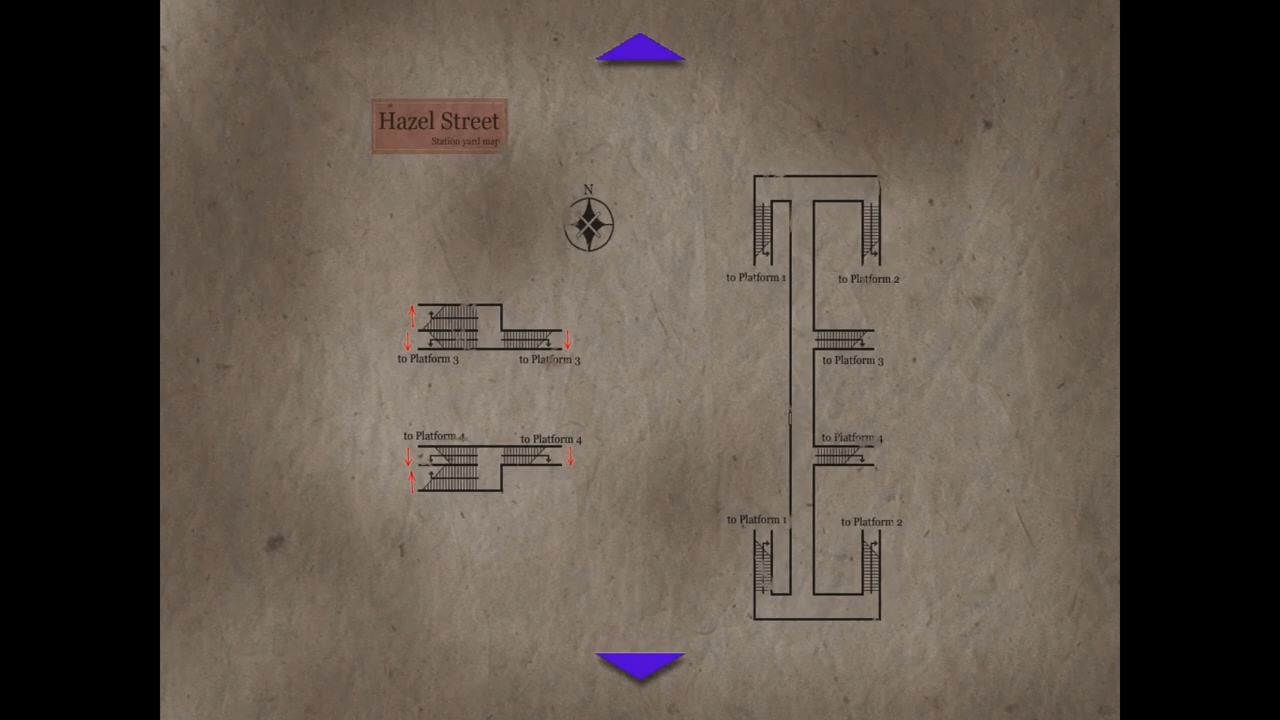 Hazel Street
Station yard map
N
to Platform 1
to Platform 2
to Platform 3
to Platform 3
to Platform 3
to Platform 4
to Platform 4
to Platform 4
to Platform 1
to Platform 2